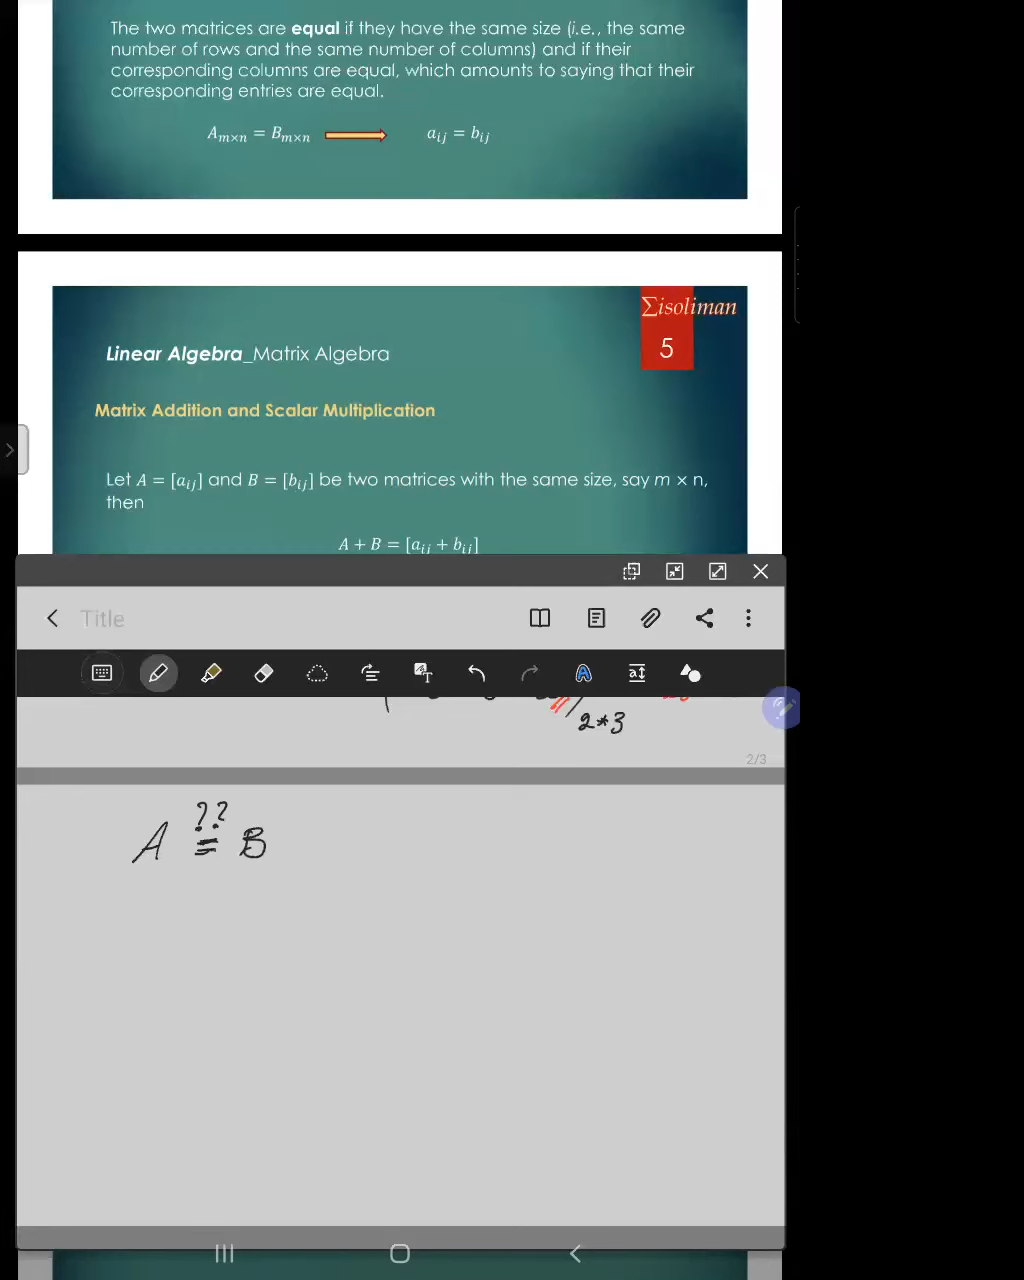 The two matrices are equal if they have the same size (i.e., the same
number of rows and the same number of columns) and if their
corresponding columns are equal, which amounts to saying that their
corresponding entries are equal.
A_{m×n} = B_{m×n} a_{ij} = b_{ij}
∑isoliman
5
Linear Algebra_Matrix Algebra
Matrix Addition and Scalar Multiplication
Let A = [a_{ij}] and B = [b_{ij}] be two matrices with the same size, say m × n,
then
A + B = [a_{ij} + b_{ij}]
Title
2*3
2/3
??
A = B